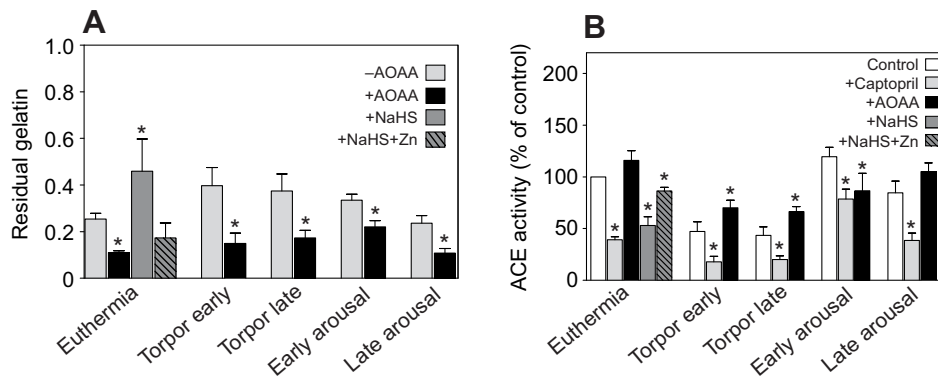 A
Residual gelatin
1.0
0.8
0.6
0.4
0.2
0
–AOAA
+AOAA
+NaHS
+NaHS+Zn
*
*
*
*
*
*
Euthermia
Torpor early
Torpor late
Early arousal
Late arousal
B
ACE activity (% of control)
200
150
100
50
0
Control
+Captopril
+AOAA
+NaHS
+NaHS+Zn
*
*
*
*
*
*
*
*
*
*
Euthermia
Torpor early
Torpor late
Early arousal
Late arousal